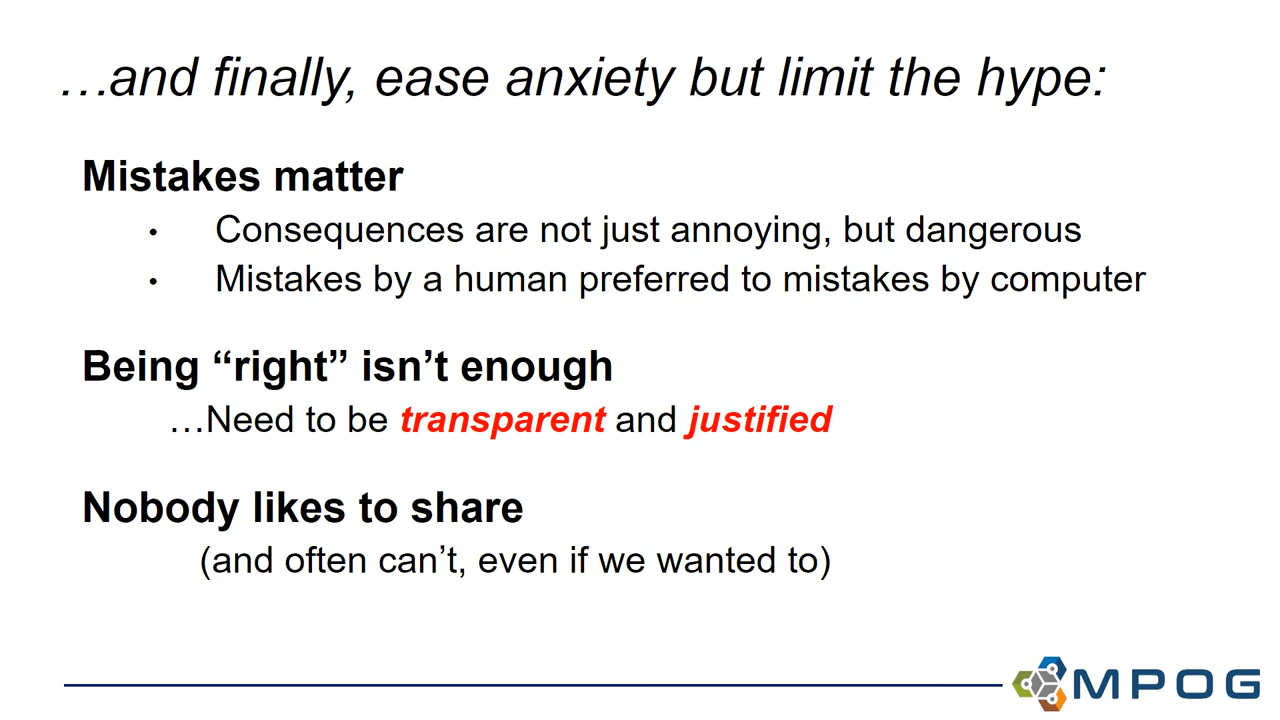 …and finally, ease anxiety but limit the hype:
Mistakes matter
• Consequences are not just annoying, but dangerous
• Mistakes by a human preferred to mistakes by computer
Being “right” isn’t enough
…Need to be transparent and justified
Nobody likes to share
(and often can’t, even if we wanted to)
MPOG